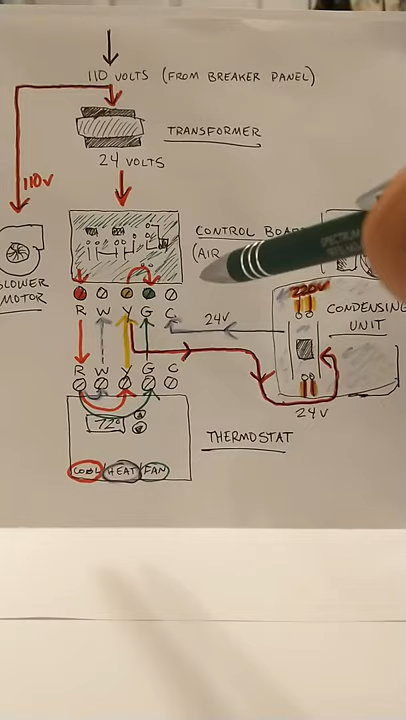 110 VOLTS (FROM BREAKER PANEL)
TRANSFORMER
24 VOLTS
110V
CONTROL
(AIR
BLOWER
MOTOR
220V
CONDENSING
UNIT
R W Y G C
24V
R W Y G C
24V
72°
THERMOSTAT
COOL HEAT FAN